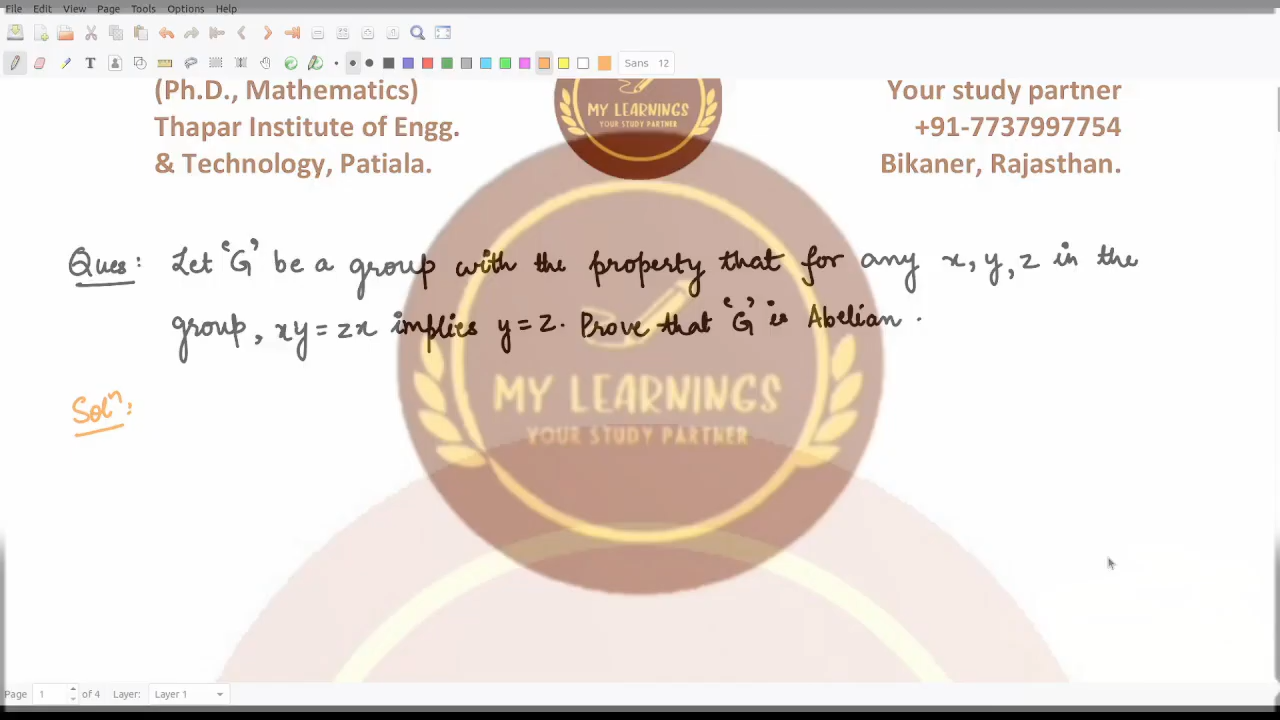 File Edit View Page Tools Options Help
Sans 12
(Ph.D., Mathematics)
Thapar Institute of Engg.
& Technology, Patiala.
MY LEARNINGS
YOUR STUDY PARTNER
Your study partner
+91-7737997754
Bikaner, Rajasthan.
Ques: Let 'G' be a group with the property that for any x, y, z in the
group, xy = zx implies y = z. Prove that 'G' is Abelian.
Solⁿ:
MY LEARNINGS
YOUR STUDY PARTNER
Page 1 of 4 Layer: Layer 1